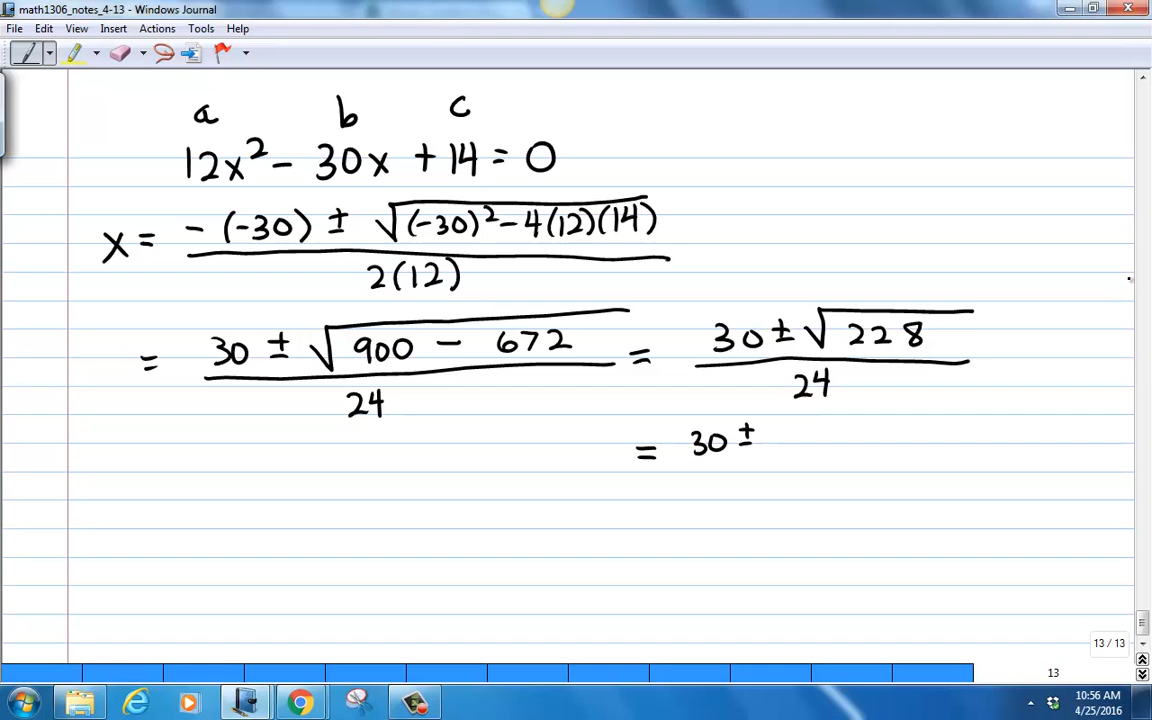 math1306_notes_4-13 - Windows Journal
File Edit View Insert Actions Tools Help
a b c
12x² - 30x + 14 = 0
x = -(-30) ± √(-30)² - 4(12)(14)
2(12)
= 30 ± √900 - 672 = 30 ± √228
24 24
= 30 ±
13 / 13
13
10:56 AM
4/25/2016